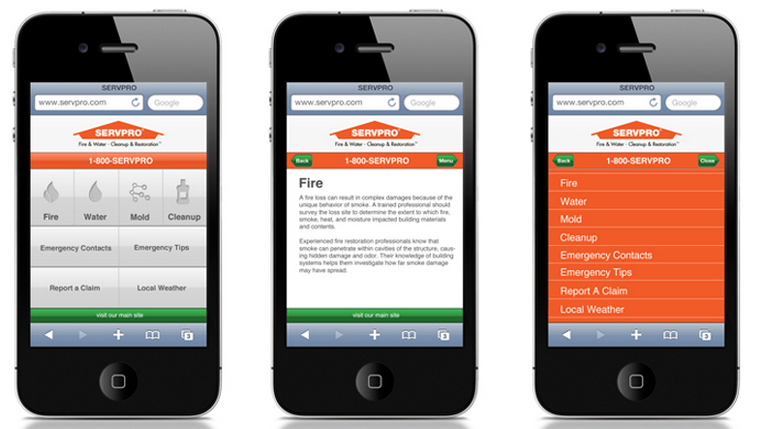 SERVPRO
www.servpro.com
Google
SERVPRO®
Fire & Water - Cleanup & Restoration™
1-800-SERVPRO
Fire
Water
Mold
Cleanup
Emergency Contacts
Emergency Tips
Report a Claim
Local Weather
visit our main site
3
SERVPRO
www.servpro.com
Google
SERVPRO®
Fire & Water - Cleanup & Restoration™
Back
1-800-SERVPRO
Menu
Fire
A fire loss can result in complex damages because of the
unique behavior of smoke. A trained professional should
survey the loss site to determine the extent to which fire,
smoke, heat, and moisture impacted building materials
and contents.
Experienced fire restoration professionals know that
smoke can penetrate within cavities of the structure, caus-
ing hidden damage and odor. Their knowledge of building
systems helps them investigate how far smoke damage
may have spread.
visit our main site
3
SERVPRO
www.servpro.com
Google
SERVPRO®
Fire & Water - Cleanup & Restoration™
Back
1-800-SERVPRO
Close
Fire
Water
Mold
Cleanup
Emergency Contacts
Emergency Tips
Report A Claim
Local Weather
3